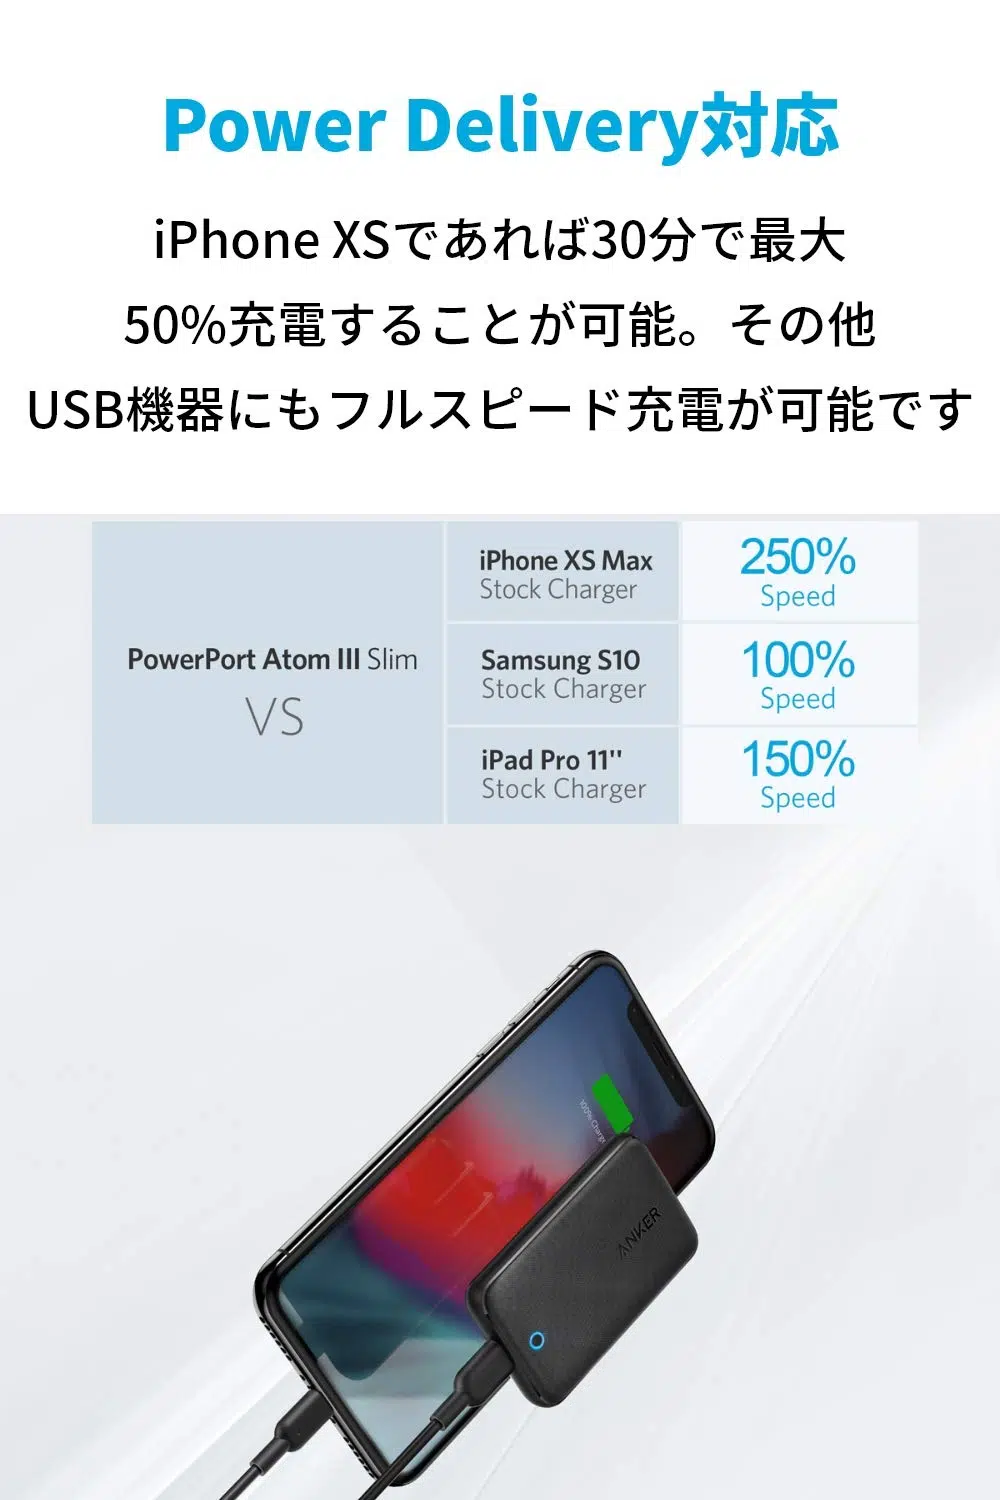 Power Delivery対応
iPhone XSであれば30分で最大
50%充電することが可能。その他
USB機器にもフルスピード充電が可能です
PowerPort Atom III Slim
VS
iPhone XS Max
Stock Charger
250%
Speed
Samsung S10
Stock Charger
100%
Speed
iPad Pro 11''
Stock Charger
150%
Speed
100% Charge
ANKER